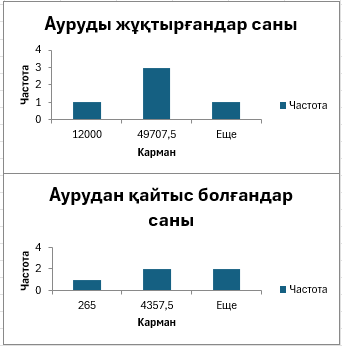 Ауруды жұқтырғандар саны
Частота
4
3
2
1
0
12000 49707,5 Еще
Карман
Частота
Аурудан қайтыс болғандар
саны
Частота
4
2
0
265 4357,5 Еще
Карман
Частота